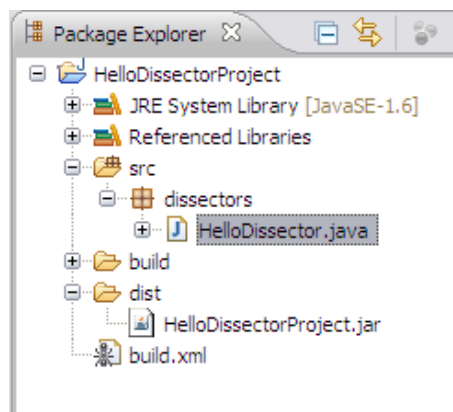 Package Explorer
HelloDissectorProject
JRE System Library [JavaSE-1.6]
Referenced Libraries
src
dissectors
HelloDissector.java
build
dist
HelloDissectorProject.jar
build.xml